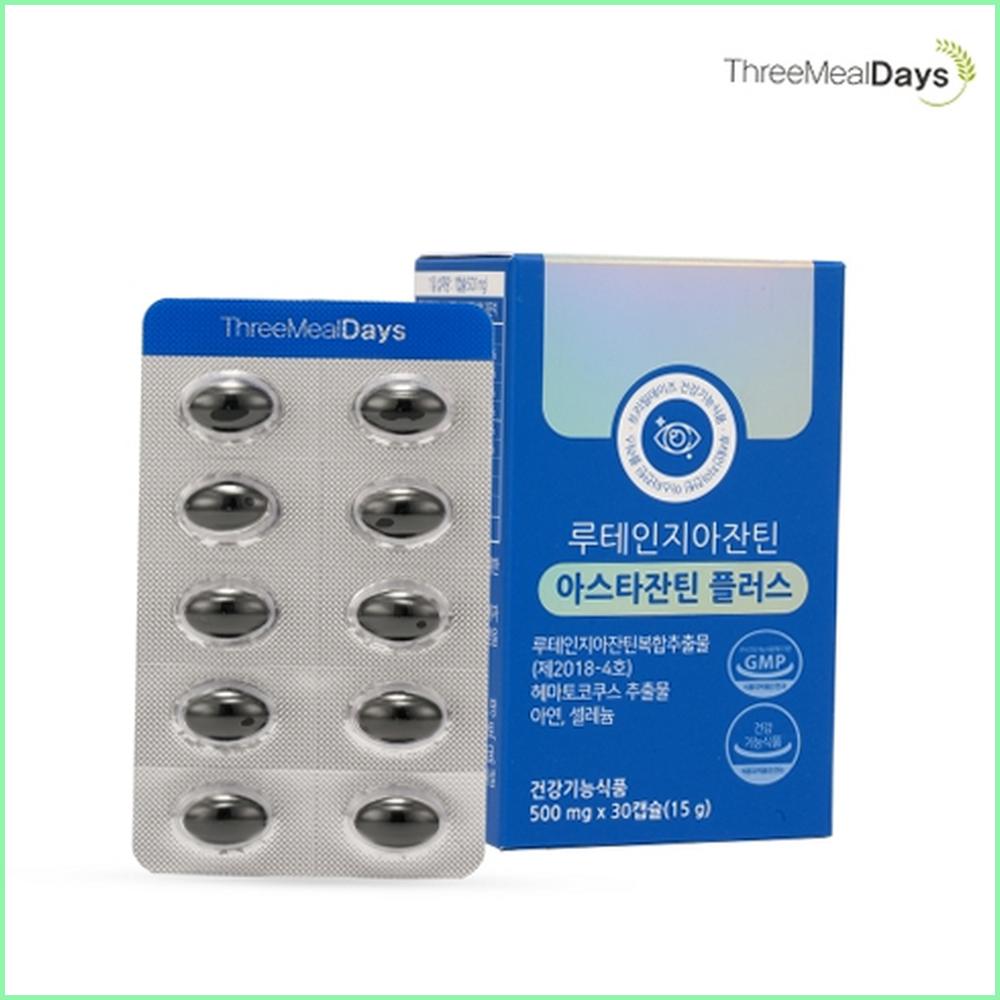 ThreeMealDays
ThreeMealDays
루테인지아잔틴
아스타잔틴 플러스
루테인지아잔틴복합추출물
(제2018-4호)
헤마토코쿠스 추출물
아연, 셀레늄
GMP
건강
기능식품
건강기능식품
500 mg x 30캡슐(15 g)